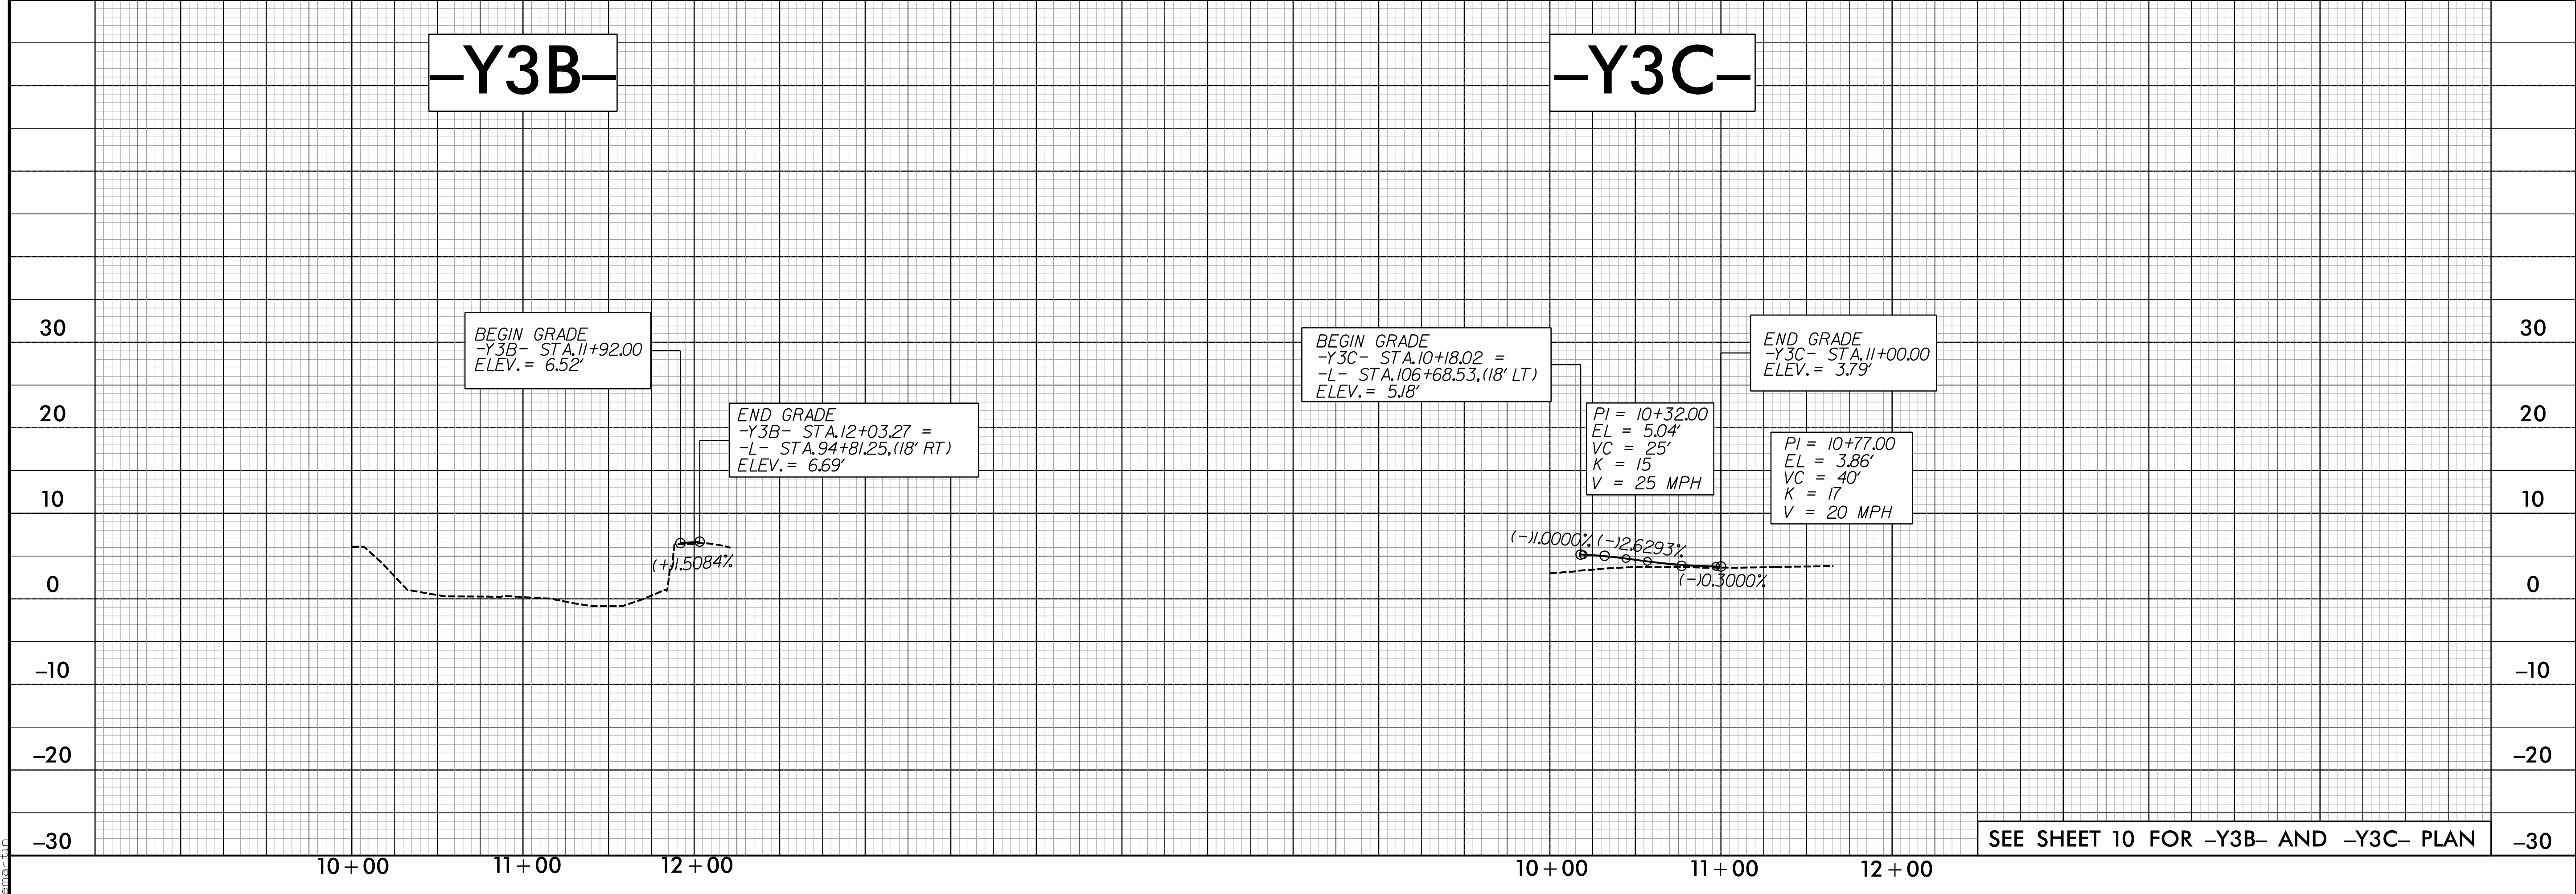 –Y3B–
–Y3C–
30
20
10
0
–10
–20
–30
BEGIN GRADE
-Y3B- STA.11+92.00
ELEV.= 6.52'
END GRADE
-Y3B- STA.12+03.27 =
-L- STA.94+81.25,(18' RT)
ELEV.= 6.69'
(+)1.5084%
10+00
11+00
12+00
BEGIN GRADE
-Y3C- STA.10+18.02 =
-L- STA.106+68.53,(18' LT)
ELEV.= 5.18'
PI = 10+32.00
EL = 5.04'
VC = 25'
K = 15
V = 25 MPH
END GRADE
-Y3C- STA.11+00.00
ELEV.= 3.79'
PI = 10+77.00
EL = 3.86'
VC = 40'
K = 17
V = 20 MPH
(-)1.0000%
(-)2.6293%
(-)0.3000%
10+00
11+00
12+00
30
20
10
0
–10
–20
–30
SEE SHEET 10 FOR –Y3B– AND –Y3C– PLAN
emartin